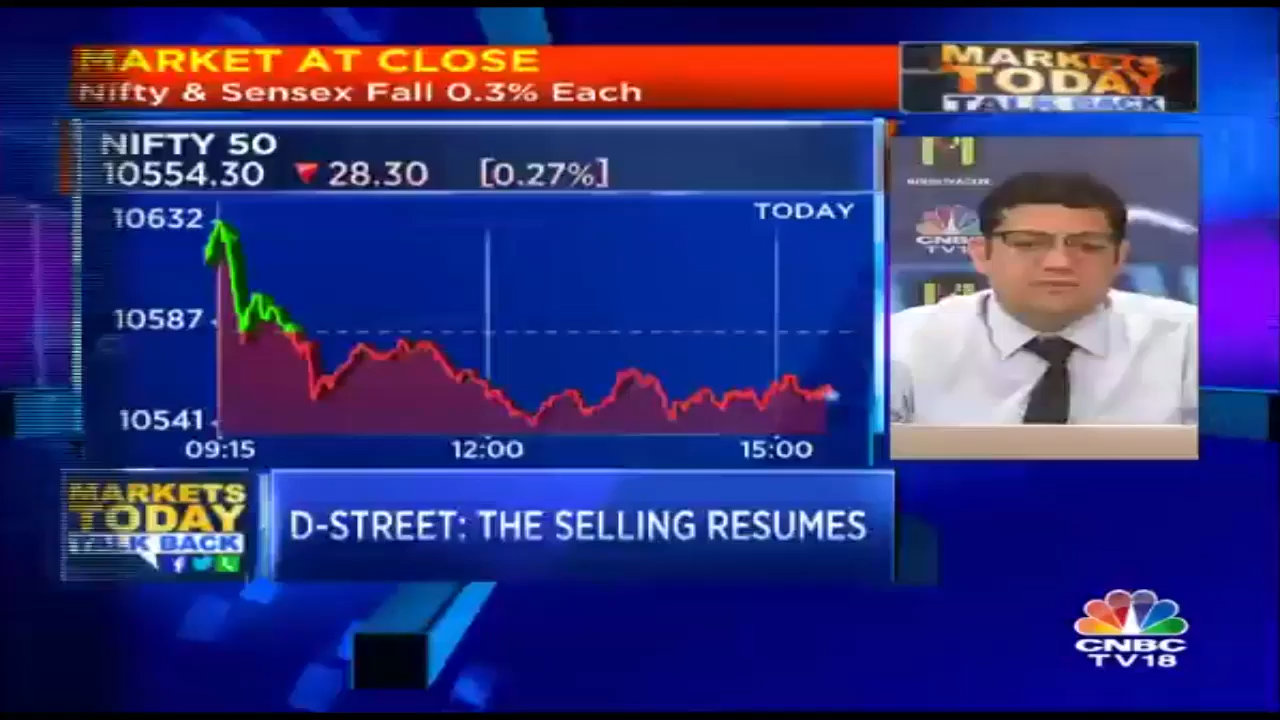 MARKET AT CLOSE
Nifty & Sensex Fall 0.3% Each
MARKETS
TODAY
TALK BACK
NIFTY 50
10554.30 28.30 [0.27%]
TODAY
10632
10587
10541
09:15 12:00 15:00
CNBC
TV18
MARKETS
TODAY
TALK BACK
D-STREET: THE SELLING RESUMES
CNBC
TV18